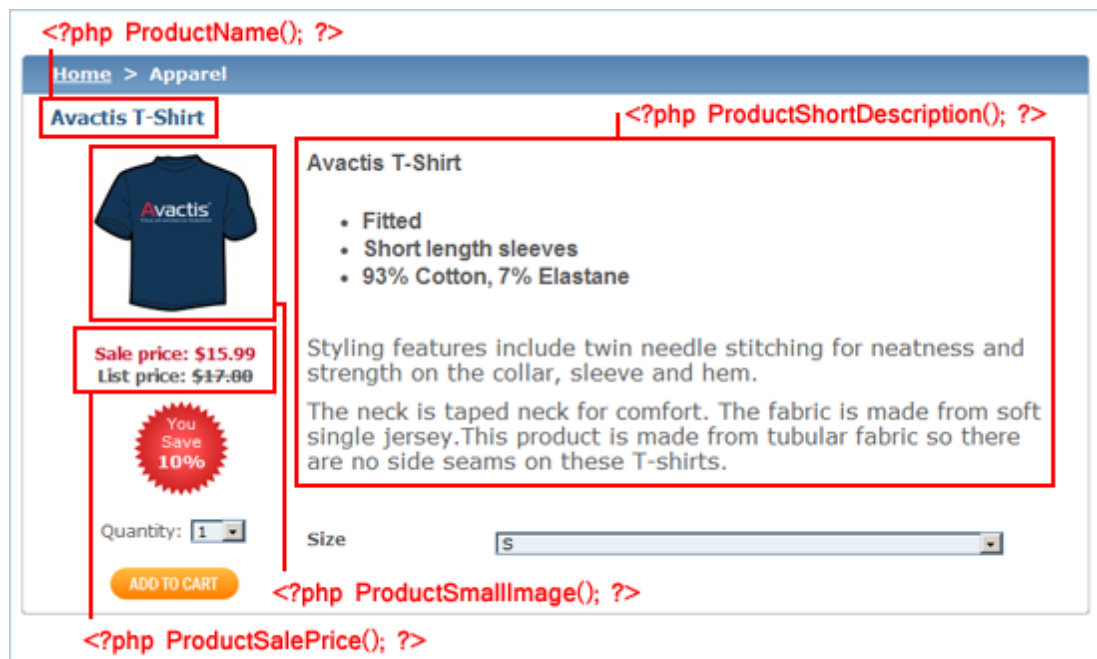 <?php ProductName(); ?>
Home > Apparel
Avactis T-Shirt
<?php ProductShortDescription(); ?>
Avactis
Avactis T-Shirt
• Fitted
• Short length sleeves
• 93% Cotton, 7% Elastane
Sale price: $15.99
List price: $17.00
Styling features include twin needle stitching for neatness and
strength on the collar, sleeve and hem.
The neck is taped neck for comfort. The fabric is made from soft
single jersey.This product is made from tubular fabric so there
are no side seams on these T-shirts.
You
Save
10%
Quantity: 1
Size S
ADD TO CART
<?php ProductSmallImage(); ?>
<?php ProductSalePrice(); ?>